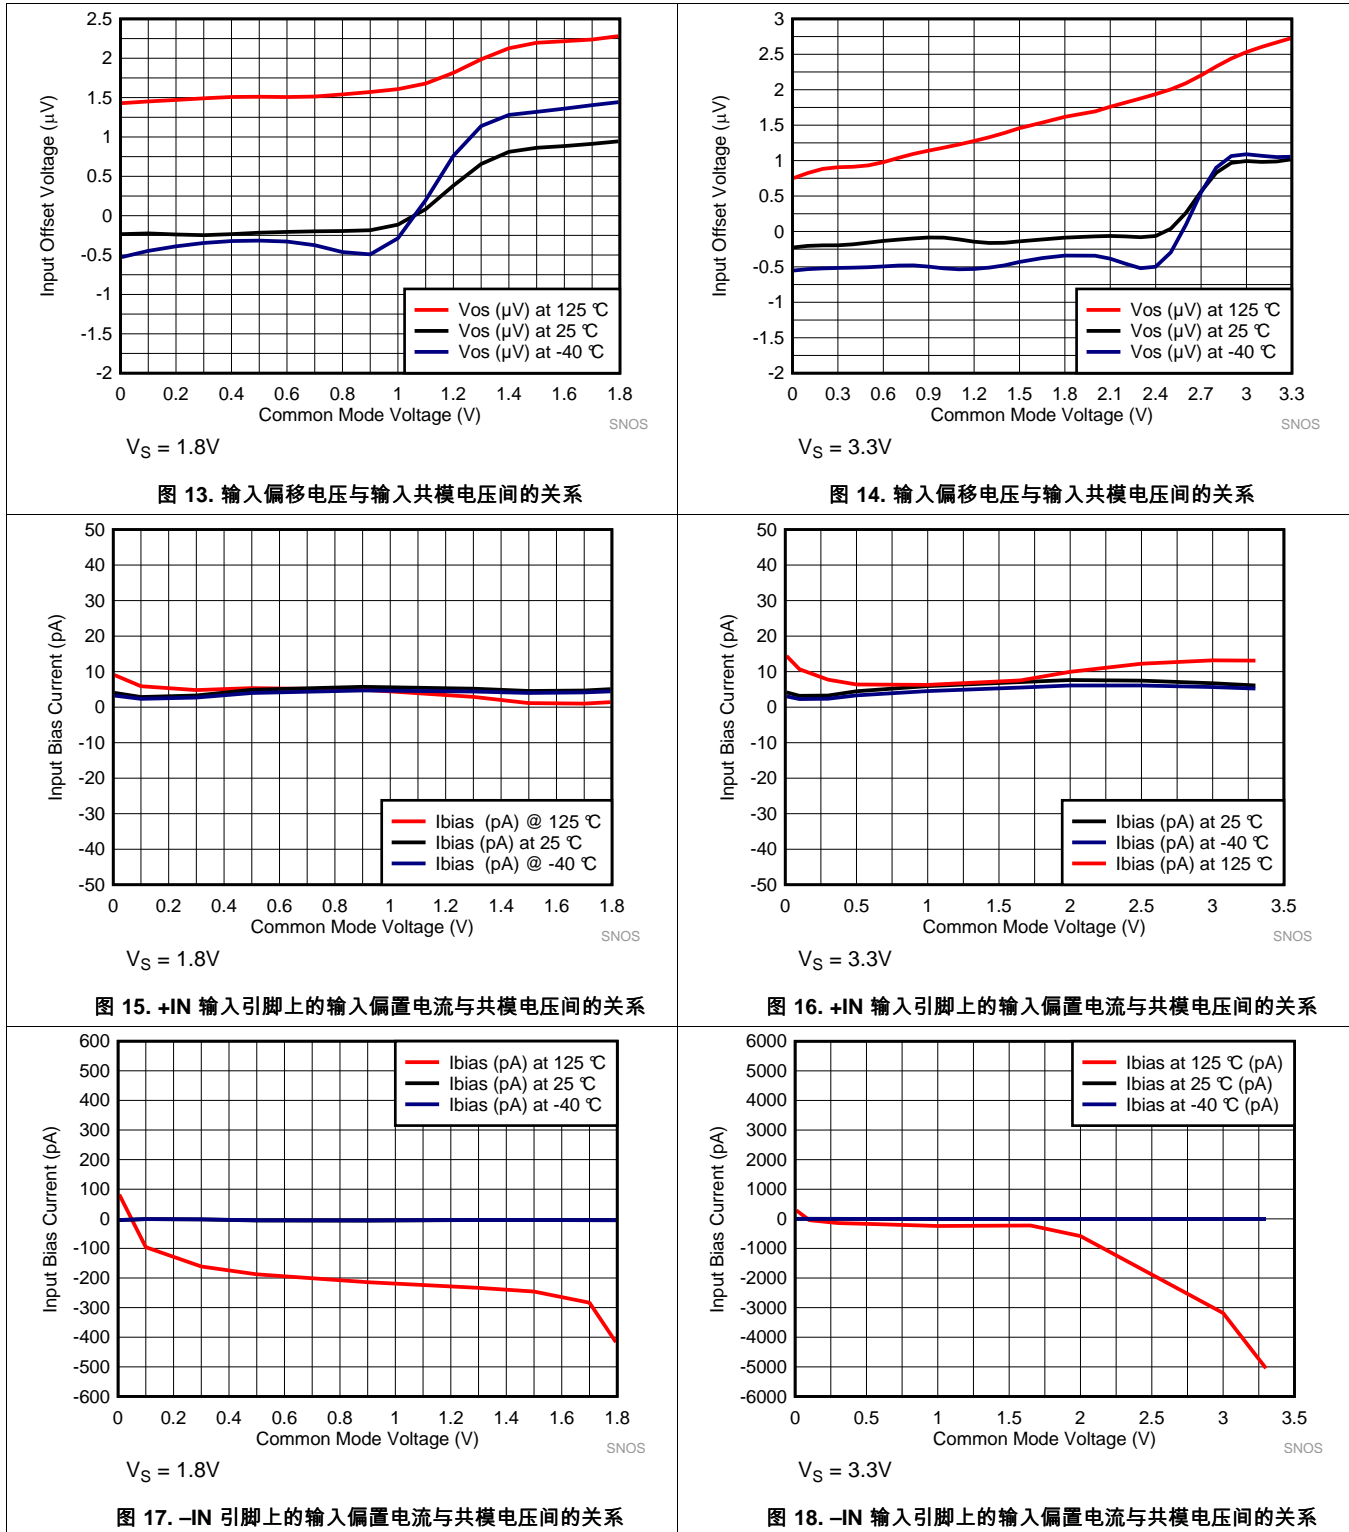 2.5
2
1.5
1
0.5
0
-0.5
-1
-1.5
-2
Input Offset Voltage (µV)
Vos (µV) at 125 ℃
Vos (µV) at 25 ℃
Vos (µV) at -40 ℃
0 0.2 0.4 0.6 0.8 1 1.2 1.4 1.6 1.8
Common Mode Voltage (V)
SNOS
VS = 1.8V
图 13. 输入偏移电压与输入共模电压间的关系
3
2.5
2
1.5
1
0.5
0
-0.5
-1
-1.5
-2
Input Offset Voltage (µV)
Vos (µV) at 125 ℃
Vos (µV) at 25 ℃
Vos (µV) at -40 ℃
0 0.3 0.6 0.9 1.2 1.5 1.8 2.1 2.4 2.7 3 3.3
Common Mode Voltage (V)
SNOS
VS = 3.3V
图 14. 输入偏移电压与输入共模电压间的关系
50
40
30
20
10
0
-10
-20
-30
-40
-50
Input Bias Current (pA)
Ibias (pA) @ 125 ℃
Ibias (pA) at 25 ℃
Ibias (pA) @ -40 ℃
0 0.2 0.4 0.6 0.8 1 1.2 1.4 1.6 1.8
Common Mode Voltage (V)
SNOS
VS = 1.8V
图 15. +IN 输入引脚上的输入偏置电流与共模电压间的关系
50
40
30
20
10
0
-10
-20
-30
-40
-50
Input Bias Current (pA)
Ibias (pA) at 25 ℃
Ibias (pA) at -40 ℃
Ibias (pA) at 125 ℃
0 0.5 1 1.5 2 2.5 3 3.5
Common Mode Voltage (V)
SNOS
VS = 3.3V
图 16. +IN 输入引脚上的输入偏置电流与共模电压间的关系
600
500
400
300
200
100
0
-100
-200
-300
-400
-500
-600
Input Bias Current (pA)
Ibias (pA) at 125 ℃
Ibias (pA) at 25 ℃
Ibias (pA) at -40 ℃
0 0.2 0.4 0.6 0.8 1 1.2 1.4 1.6 1.8
Common Mode Voltage (V)
SNOS
VS = 1.8V
图 17. –IN 引脚上的输入偏置电流与共模电压间的关系
6000
5000
4000
3000
2000
1000
0
-1000
-2000
-3000
-4000
-5000
-6000
Input Bias Current (pA)
Ibias at 125 ℃ (pA)
Ibias at 25 ℃ (pA)
Ibias at -40 ℃ (pA)
0 0.5 1 1.5 2 2.5 3 3.5
Common Mode Voltage (V)
SNOS
VS = 3.3V
图 18. –IN 输入引脚上的输入偏置电流与共模电压间的关系